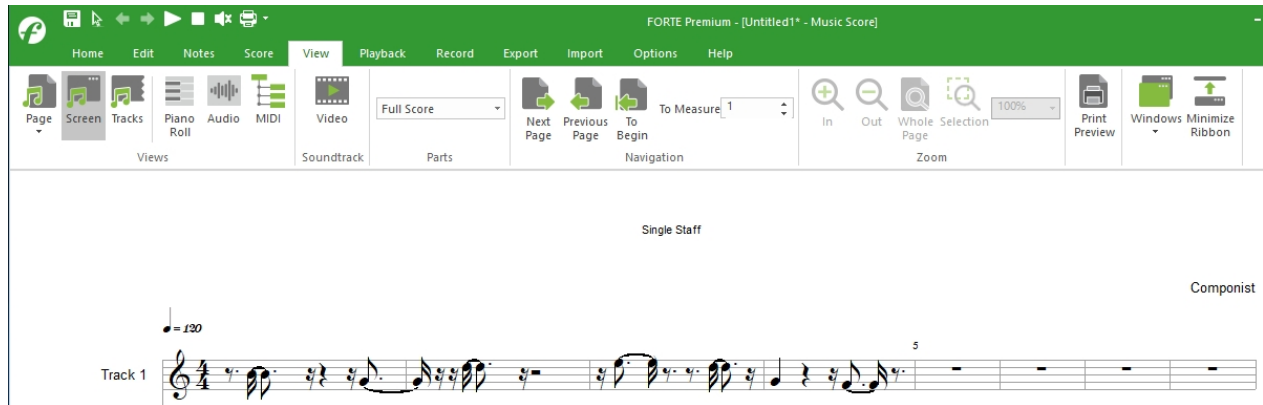 FORTE Premium - [Untitled1* - Music Score]
Home Edit Notes Score View Playback Record Export Import Options Help
Page Screen Tracks Piano Roll Audio MIDI Video Full Score Next Page Previous Page To Begin To Measure 1 In Out Whole Page Selection 100% Print Preview Windows Minimize Ribbon
Views Soundtrack Parts Navigation Zoom
Single Staff
Componist
= 120
5
Track 1
4
4